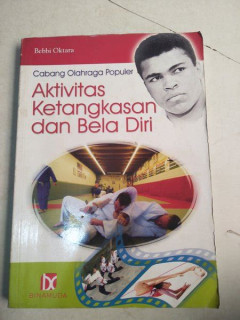 Bebbi Oktara
Cabang Olahraga Populer
Aktivitas
Ketangkasan
dan Bela Diri